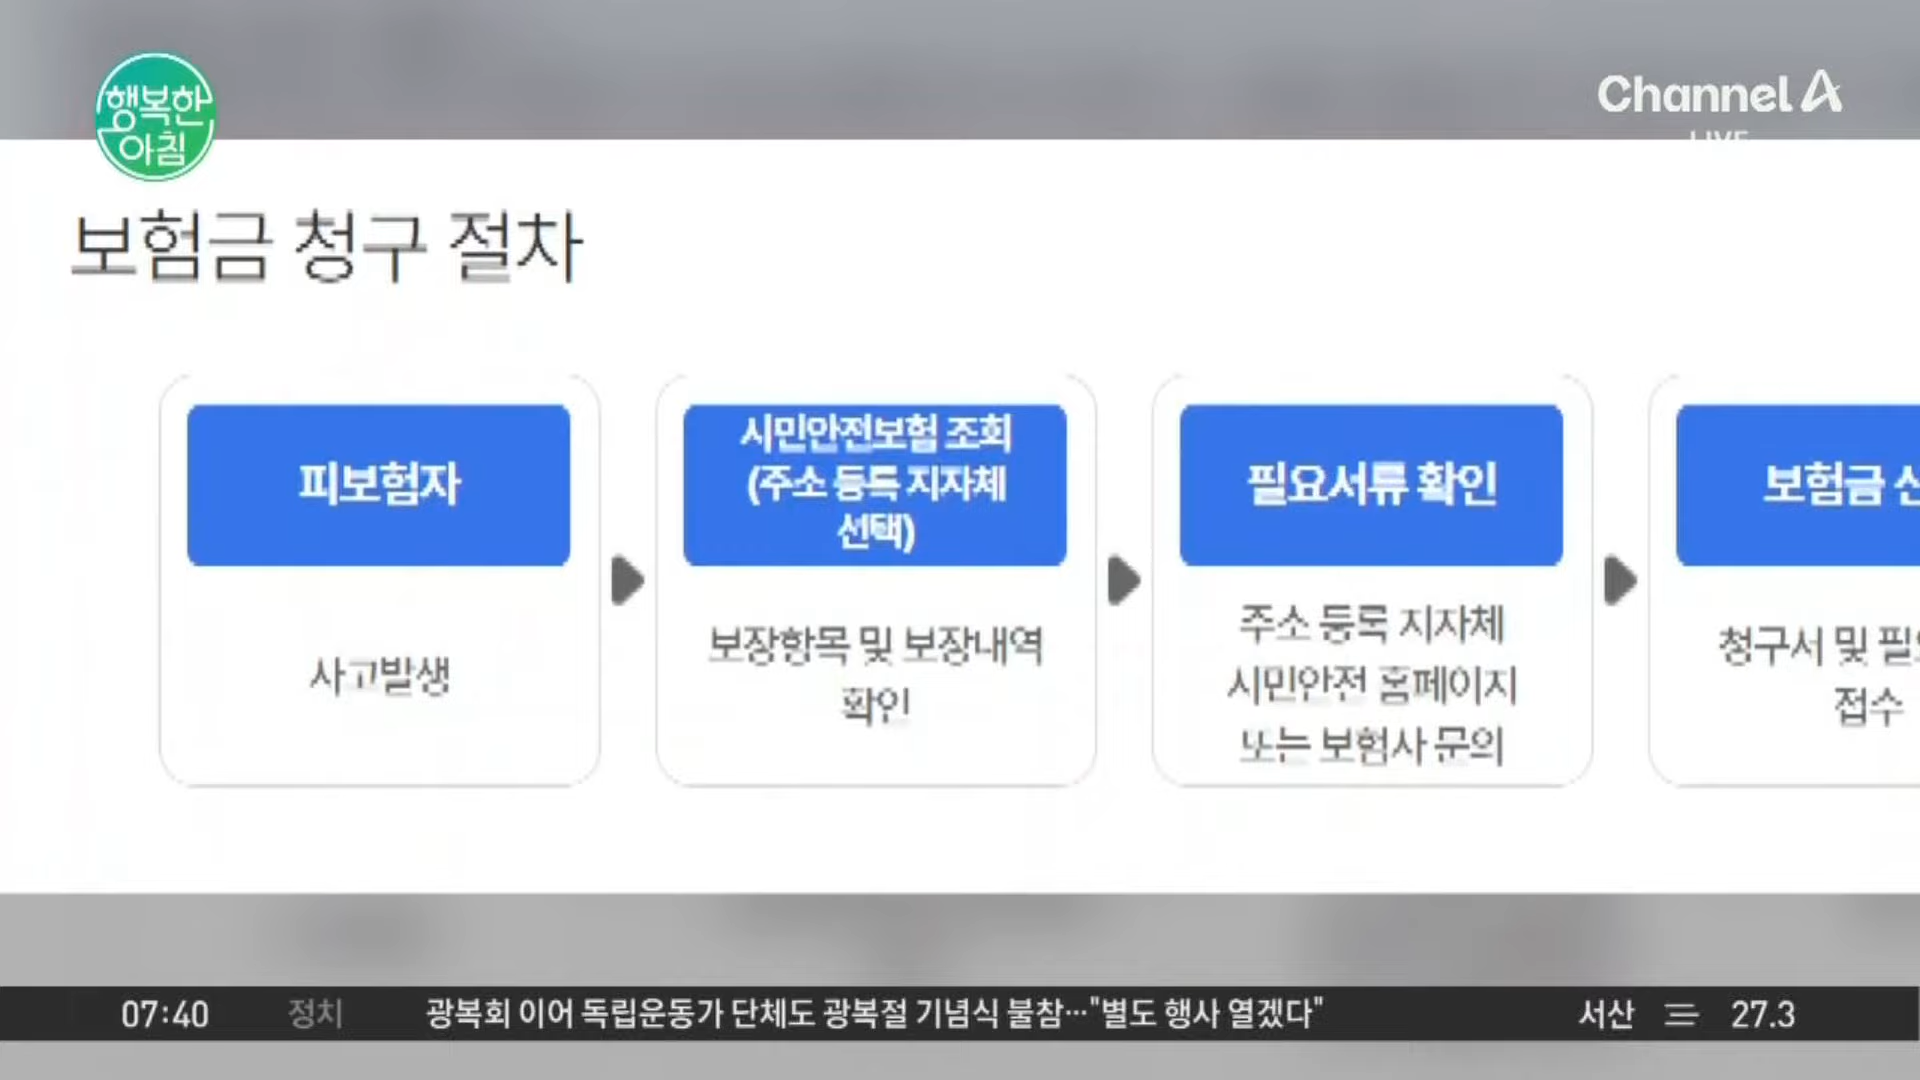 행복한
아침
Channel A
LIVE
보험금 청구 절차
피보험자
사고발생
시민안전보험 조회
(주소 등록 지자체
선택)
보장항목 및 보장내역
확인
필요서류 확인
주소 등록 지자체
시민안전 홈페이지
또는 보험사 문의
보험금
청구서 및
접수
07:40 정치 광복회 이어 독립운동가 단체도 광복절 기념식 불참…"별도 행사 열겠다" 서산 27.3